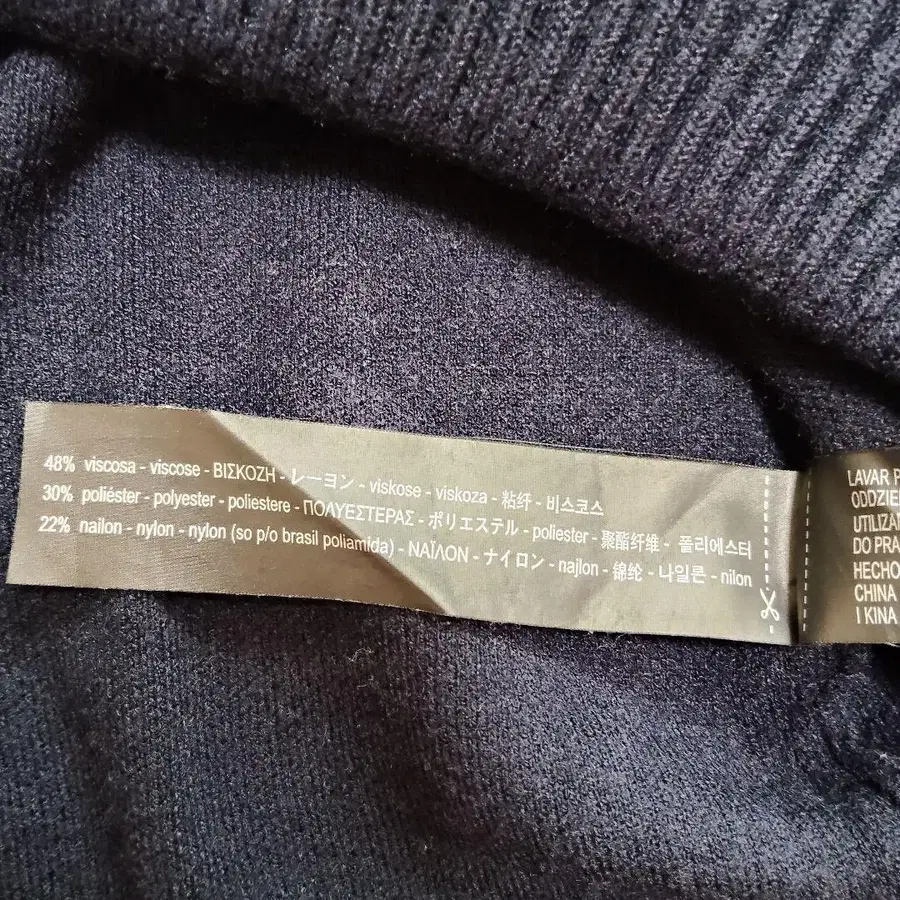 48% viscosa - viscose - ΒΙΣΚΟΖΗ - レーヨン - viskose - viskoza - 粘纤 - 비스코스
30% poliéster - polyester - poliestere - ΠΟΛΥΕΣΤΕΡΑΣ - ポリエステル - poliester - 聚酯纤维 - 폴리에스터
22% nailon - nylon - nylon (so p/o brasil poliamida) - ΝΑΪΛΟΝ - ナイロン - najlon - 锦纶 - 나일론 - nilon
LAVAR P
ODDZIE
UTILIZA
DO PRA
HECHO
CHINA
I KINA